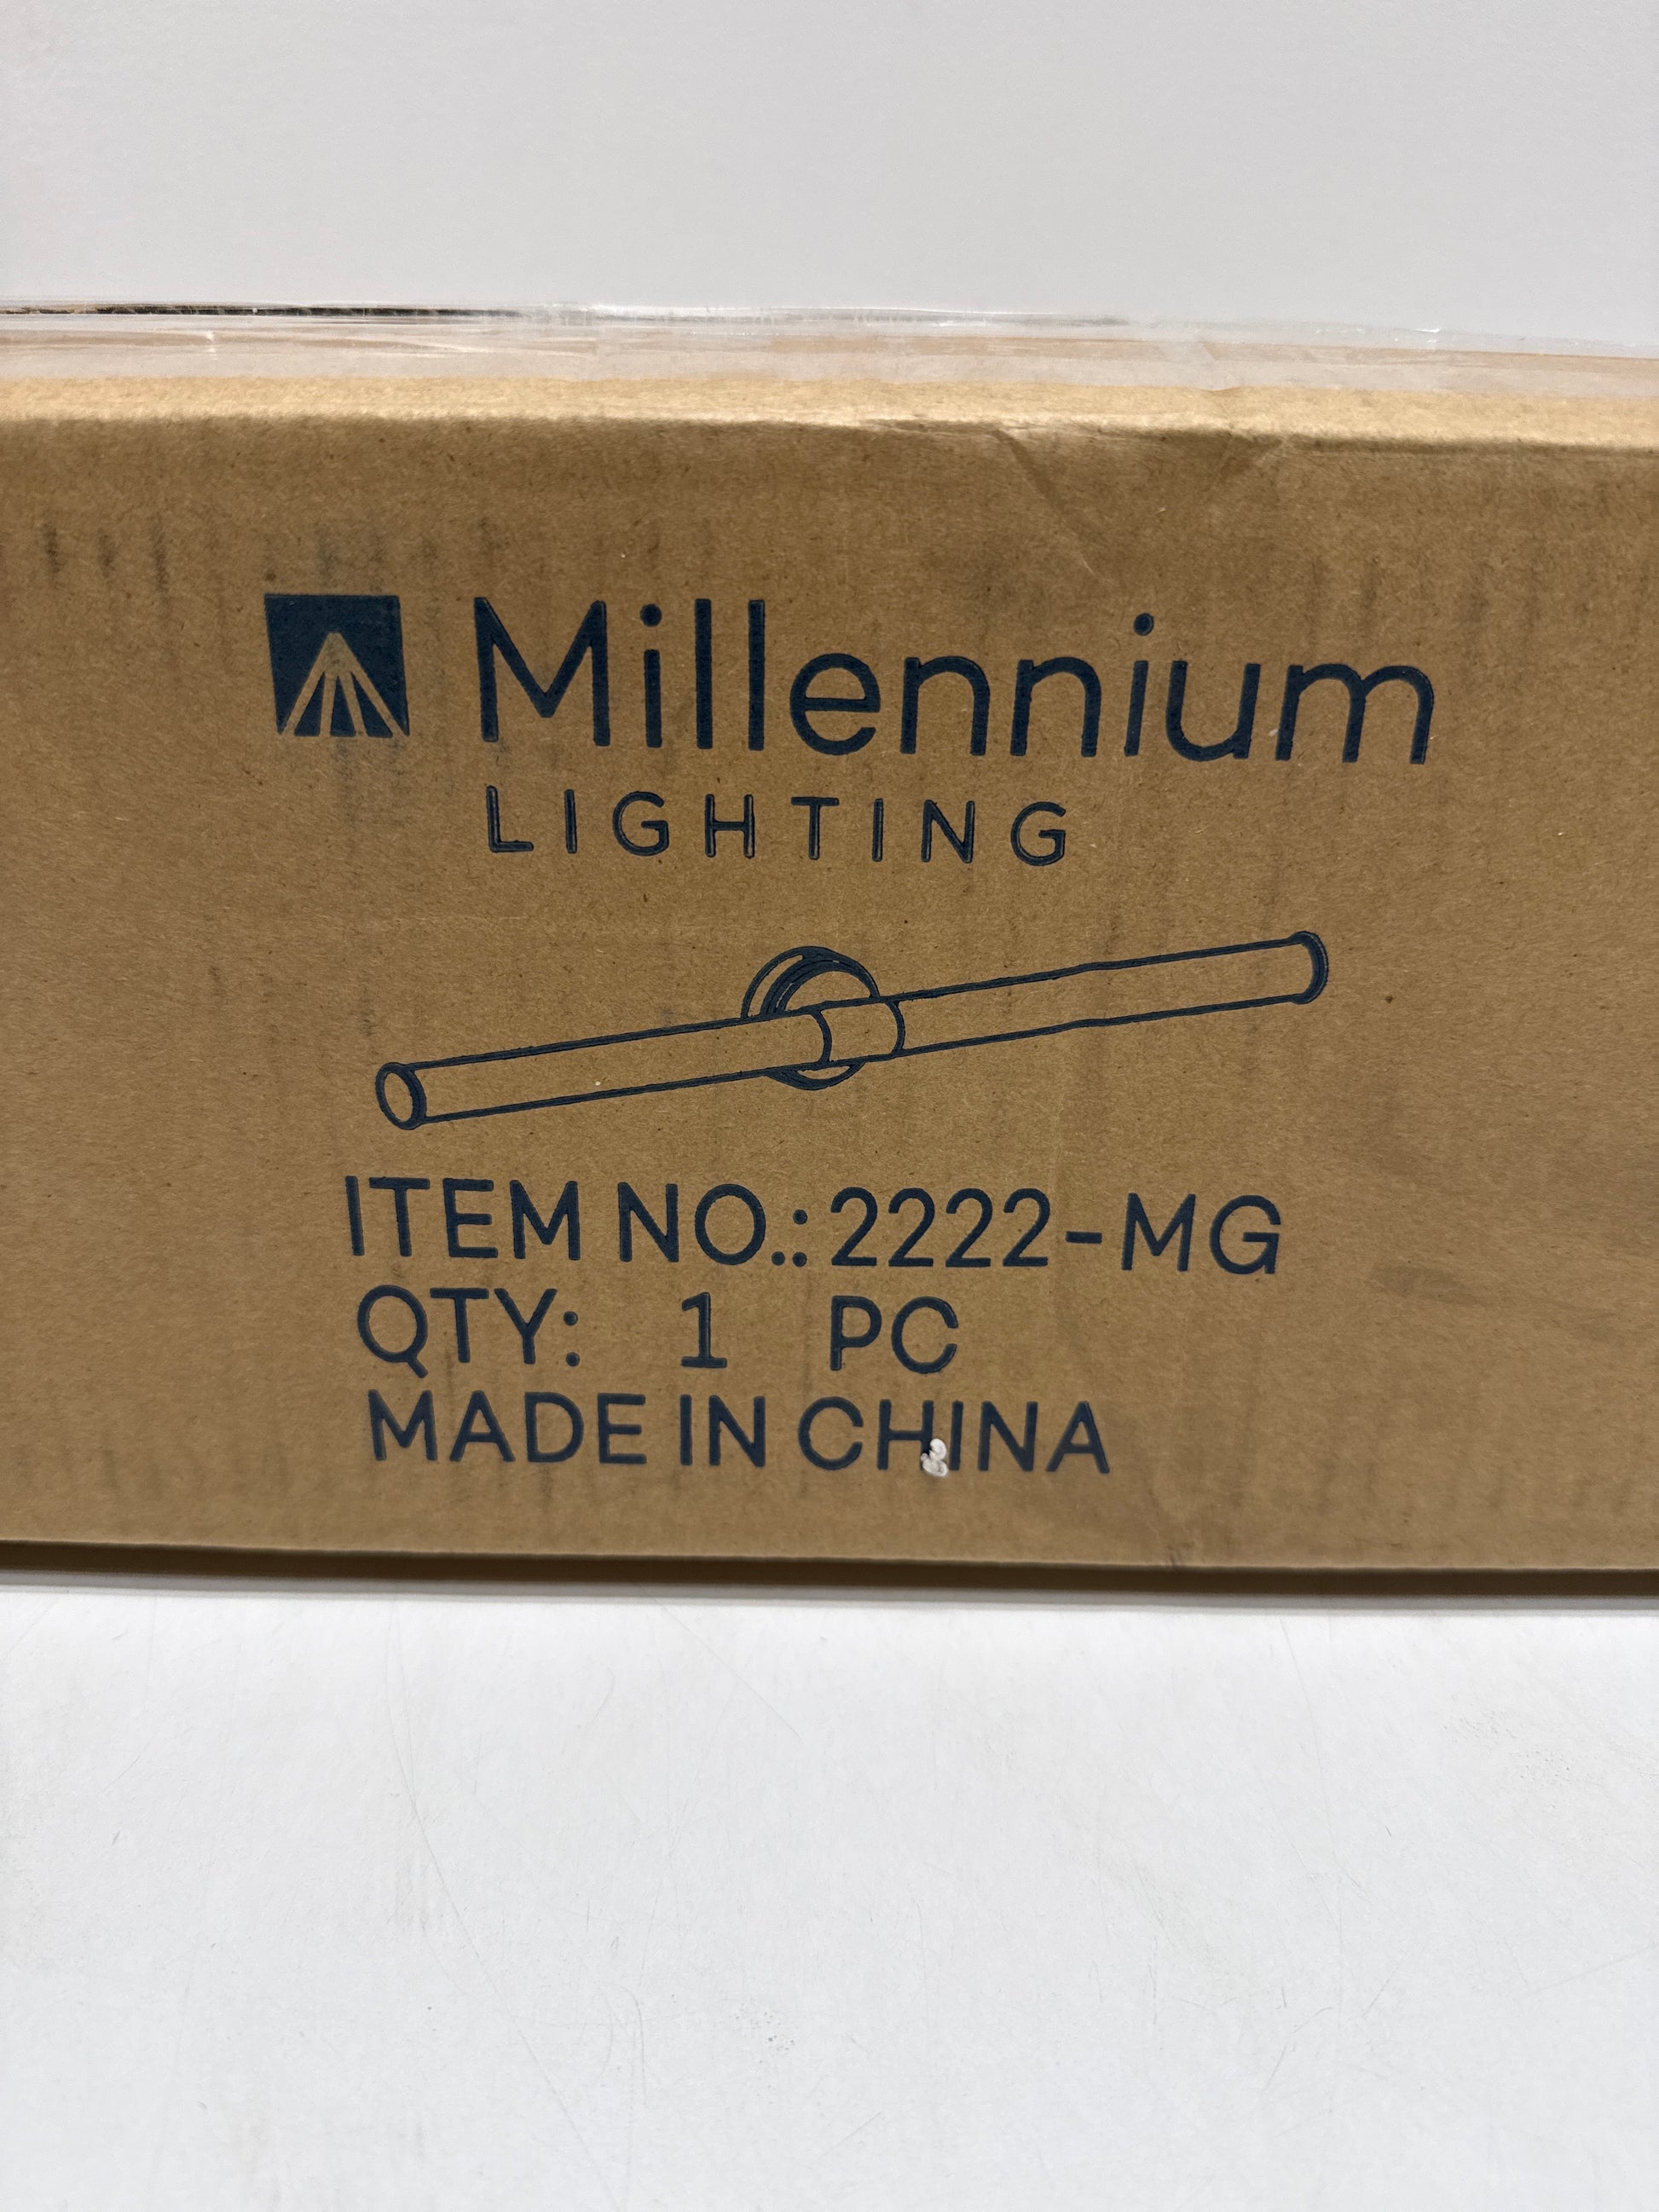 Millennium
LIGHTING
ITEM NO.: 2222-MG
QTY: 1 PC
MADE IN CHINA